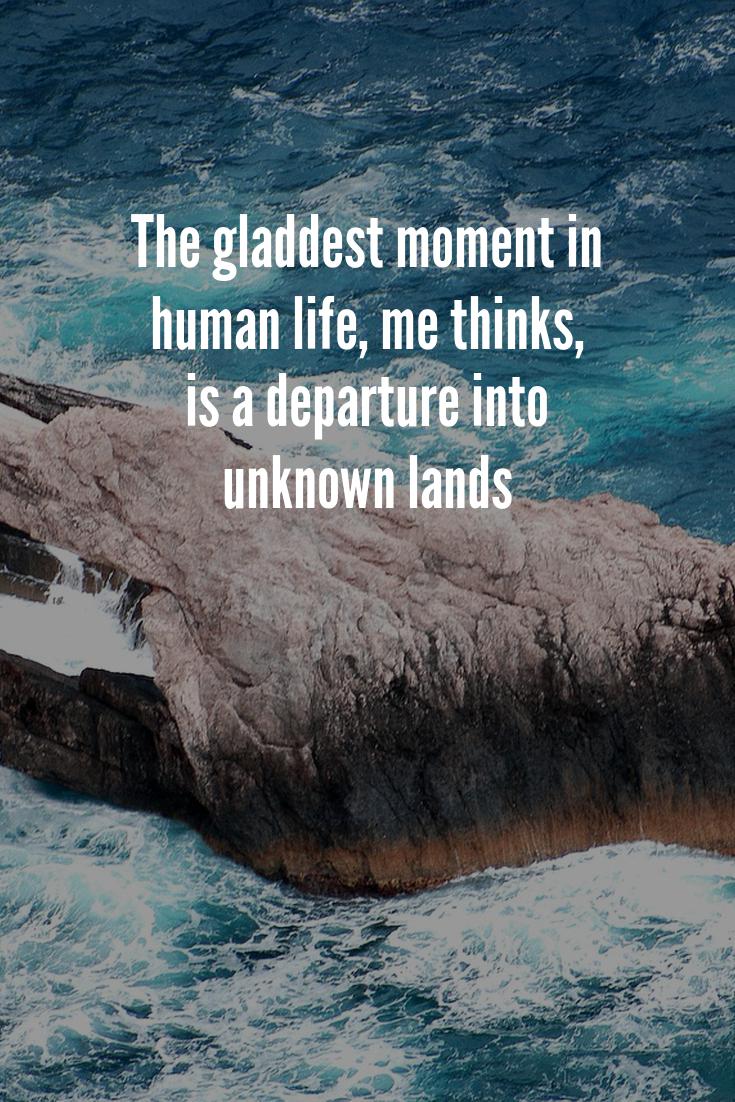 The gladdest moment in
human life, me thinks,
is a departure into
unknown lands